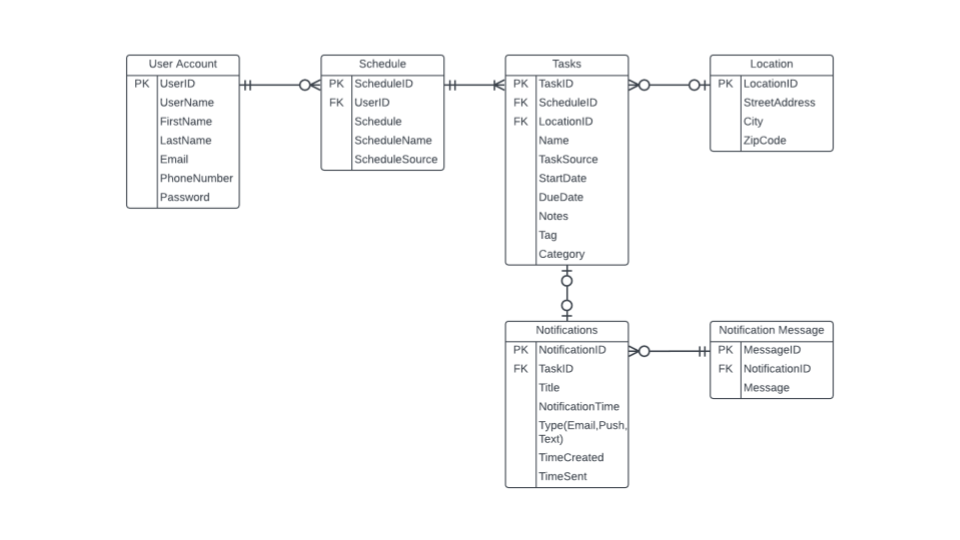 User Account
PK UserID
UserName
FirstName
LastName
Email
PhoneNumber
Password
Schedule
PK ScheduleID
FK UserID
Schedule
ScheduleName
ScheduleSource
Tasks
PK TaskID
FK ScheduleID
FK LocationID
Name
TaskSource
StartDate
DueDate
Notes
Tag
Category
Location
PK LocationID
StreetAddress
City
ZipCode
Notifications
PK NotificationID
FK TaskID
Title
NotificationTime
Type(Email,Push,
Text)
TimeCreated
TimeSent
Notification Message
PK MessageID
FK NotificationID
Message